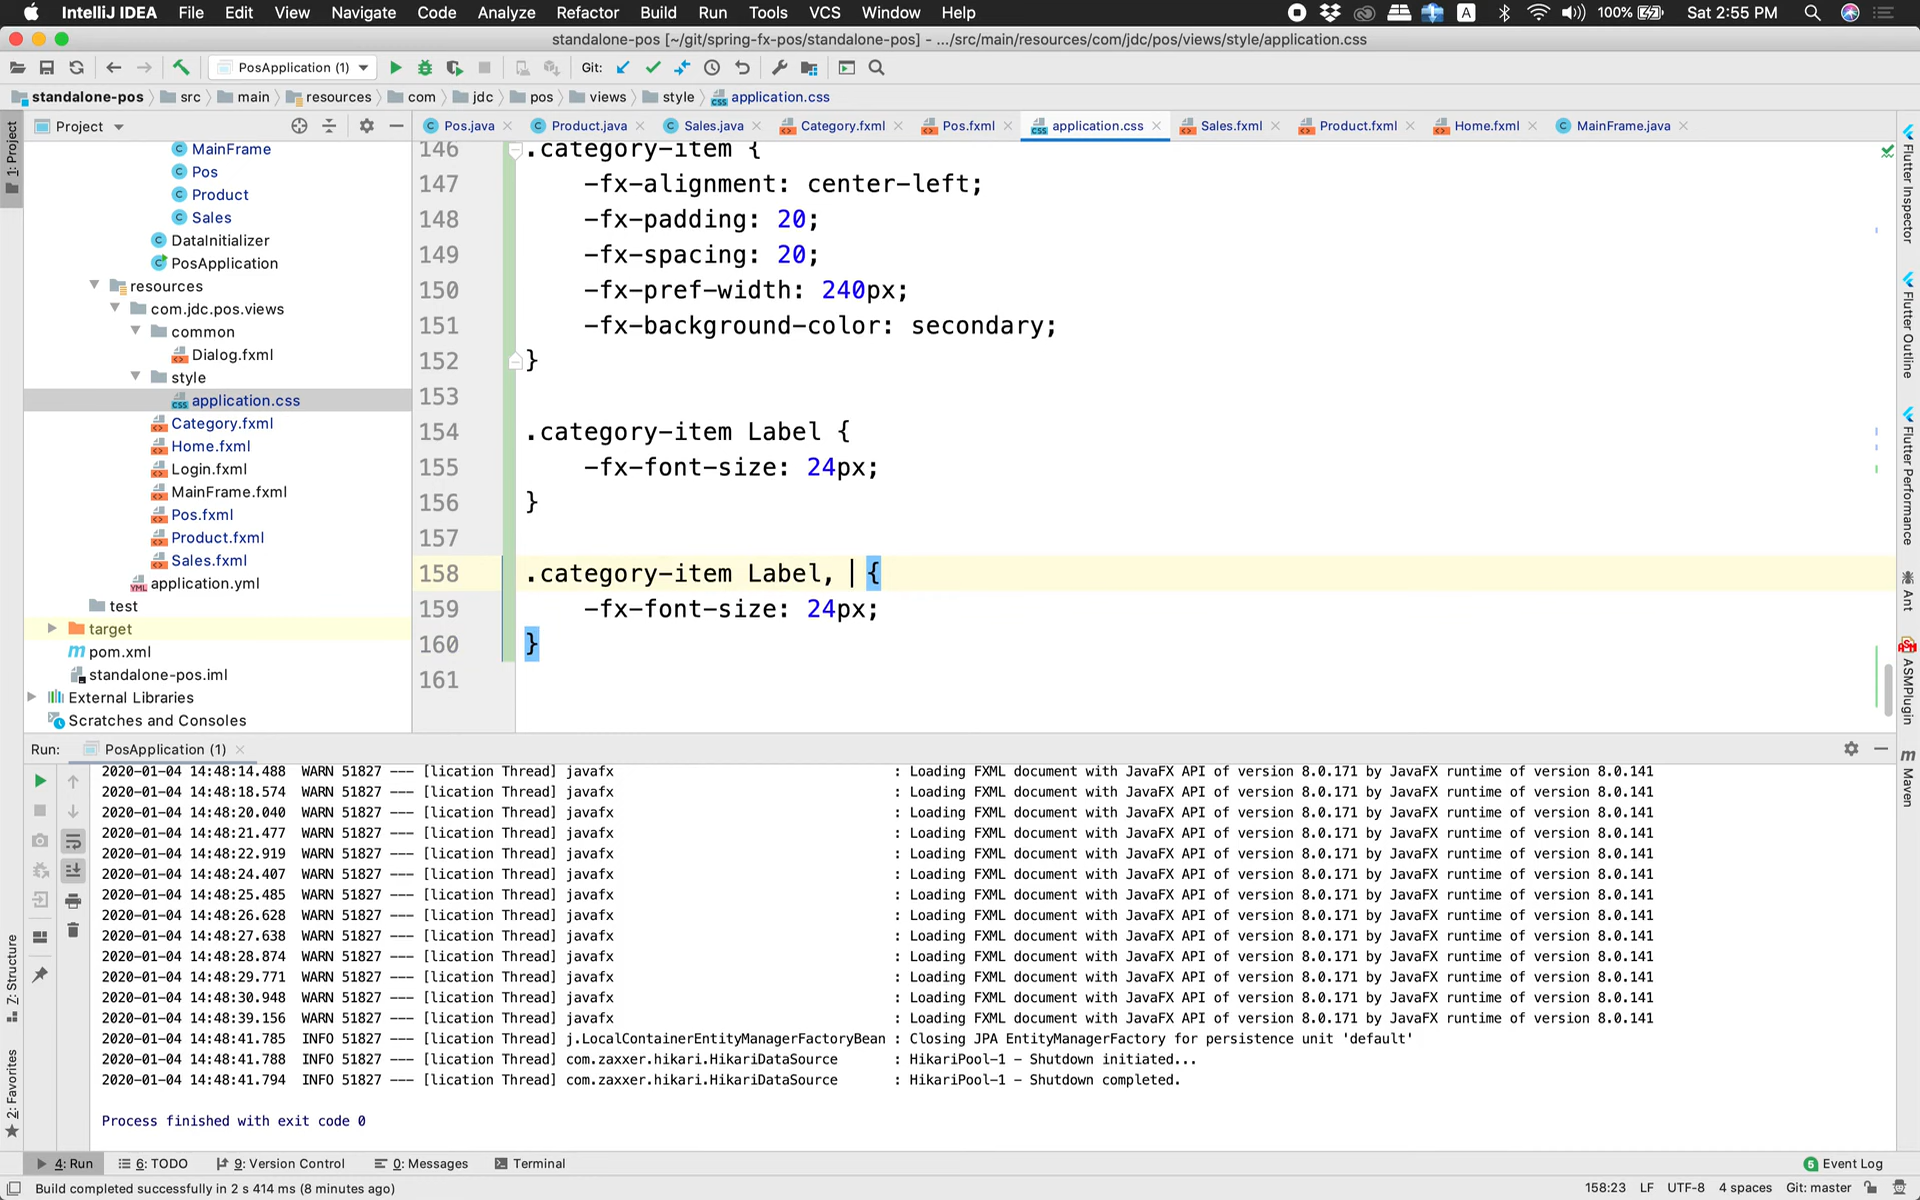 IntelliJ IDEA File Edit View Navigate Code Analyze Refactor Build Run Tools VCS Window Help 100% Sat 2:55 PM
standalone-pos [~/git/spring-fx-pos/standalone-pos] - .../src/main/resources/com/jdc/pos/views/style/application.css
PosApplication (1) Git:
standalone-pos src main resources com jdc pos views style application.css
Project
Pos.java Product.java Sales.java Category.fxml Pos.fxml application.css Sales.fxml Product.fxml Home.fxml MainFrame.java
1: Project
MainFrame
Pos
Product
Sales
DataInitializer
PosApplication
resources
com.jdc.pos.views
common
Dialog.fxml
style
application.css
Category.fxml
Home.fxml
Login.fxml
MainFrame.fxml
Pos.fxml
Product.fxml
Sales.fxml
application.yml
test
target
pom.xml
standalone-pos.iml
External Libraries
Scratches and Consoles
146 .category-item {
147 -fx-alignment: center-left;
148 -fx-padding: 20;
149 -fx-spacing: 20;
150 -fx-pref-width: 240px;
151 -fx-background-color: secondary;
152 }
153
154 .category-item Label {
155 -fx-font-size: 24px;
156 }
157
158 .category-item Label, {
159 -fx-font-size: 24px;
160 }
161
Flutter Inspector
Flutter Outline
Flutter Performance
Ant
ASMPlugin
Maven
Run: PosApplication (1)
2020-01-04 14:48:14.488 WARN 51827 --- [lication Thread] javafx : Loading FXML document with JavaFX API of version 8.0.171 by JavaFX runtime of version 8.0.141
2020-01-04 14:48:18.574 WARN 51827 --- [lication Thread] javafx : Loading FXML document with JavaFX API of version 8.0.171 by JavaFX runtime of version 8.0.141
2020-01-04 14:48:20.040 WARN 51827 --- [lication Thread] javafx : Loading FXML document with JavaFX API of version 8.0.171 by JavaFX runtime of version 8.0.141
2020-01-04 14:48:21.477 WARN 51827 --- [lication Thread] javafx : Loading FXML document with JavaFX API of version 8.0.171 by JavaFX runtime of version 8.0.141
2020-01-04 14:48:22.919 WARN 51827 --- [lication Thread] javafx : Loading FXML document with JavaFX API of version 8.0.171 by JavaFX runtime of version 8.0.141
2020-01-04 14:48:24.407 WARN 51827 --- [lication Thread] javafx : Loading FXML document with JavaFX API of version 8.0.171 by JavaFX runtime of version 8.0.141
2020-01-04 14:48:25.485 WARN 51827 --- [lication Thread] javafx : Loading FXML document with JavaFX API of version 8.0.171 by JavaFX runtime of version 8.0.141
2020-01-04 14:48:26.628 WARN 51827 --- [lication Thread] javafx : Loading FXML document with JavaFX API of version 8.0.171 by JavaFX runtime of version 8.0.141
2020-01-04 14:48:27.638 WARN 51827 --- [lication Thread] javafx : Loading FXML document with JavaFX API of version 8.0.171 by JavaFX runtime of version 8.0.141
2020-01-04 14:48:28.874 WARN 51827 --- [lication Thread] javafx : Loading FXML document with JavaFX API of version 8.0.171 by JavaFX runtime of version 8.0.141
2020-01-04 14:48:29.771 WARN 51827 --- [lication Thread] javafx : Loading FXML document with JavaFX API of version 8.0.171 by JavaFX runtime of version 8.0.141
2020-01-04 14:48:30.948 WARN 51827 --- [lication Thread] javafx : Loading FXML document with JavaFX API of version 8.0.171 by JavaFX runtime of version 8.0.141
2020-01-04 14:48:39.156 WARN 51827 --- [lication Thread] javafx : Loading FXML document with JavaFX API of version 8.0.171 by JavaFX runtime of version 8.0.141
2020-01-04 14:48:41.785 INFO 51827 --- [lication Thread] j.LocalContainerEntityManagerFactoryBean : Closing JPA EntityManagerFactory for persistence unit 'default'
2020-01-04 14:48:41.788 INFO 51827 --- [lication Thread] com.zaxxer.hikari.HikariDataSource : HikariPool-1 - Shutdown initiated...
2020-01-04 14:48:41.794 INFO 51827 --- [lication Thread] com.zaxxer.hikari.HikariDataSource : HikariPool-1 - Shutdown completed.
Process finished with exit code 0
Z: Structure
2: Favorites
4: Run 6: TODO 9: Version Control 0: Messages Terminal 5 Event Log
Build completed successfully in 2 s 414 ms (8 minutes ago) 158:23 LF UTF-8 4 spaces Git: master